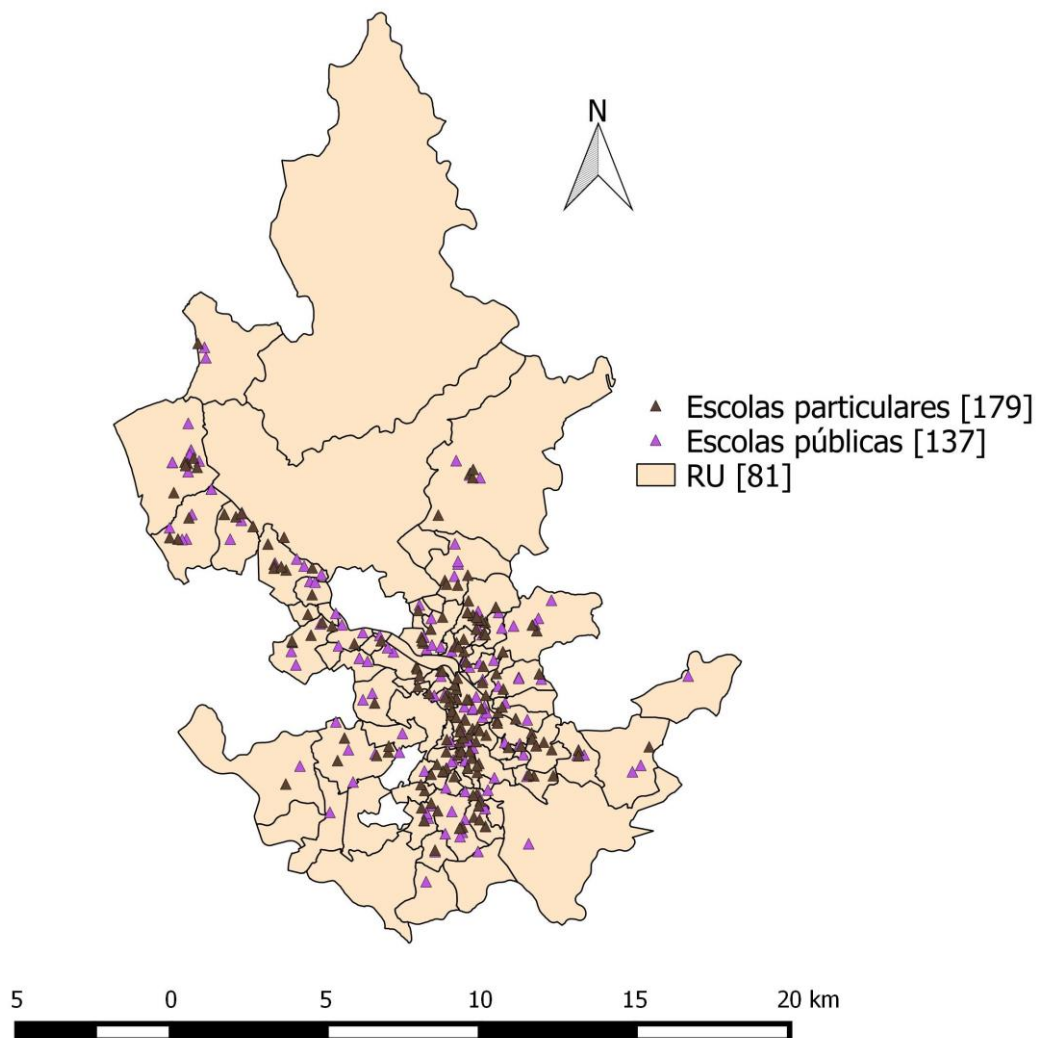 N
Escolas particulares [179]
Escolas públicas [137]
RU [81]
5 0 5 10 15 20 km